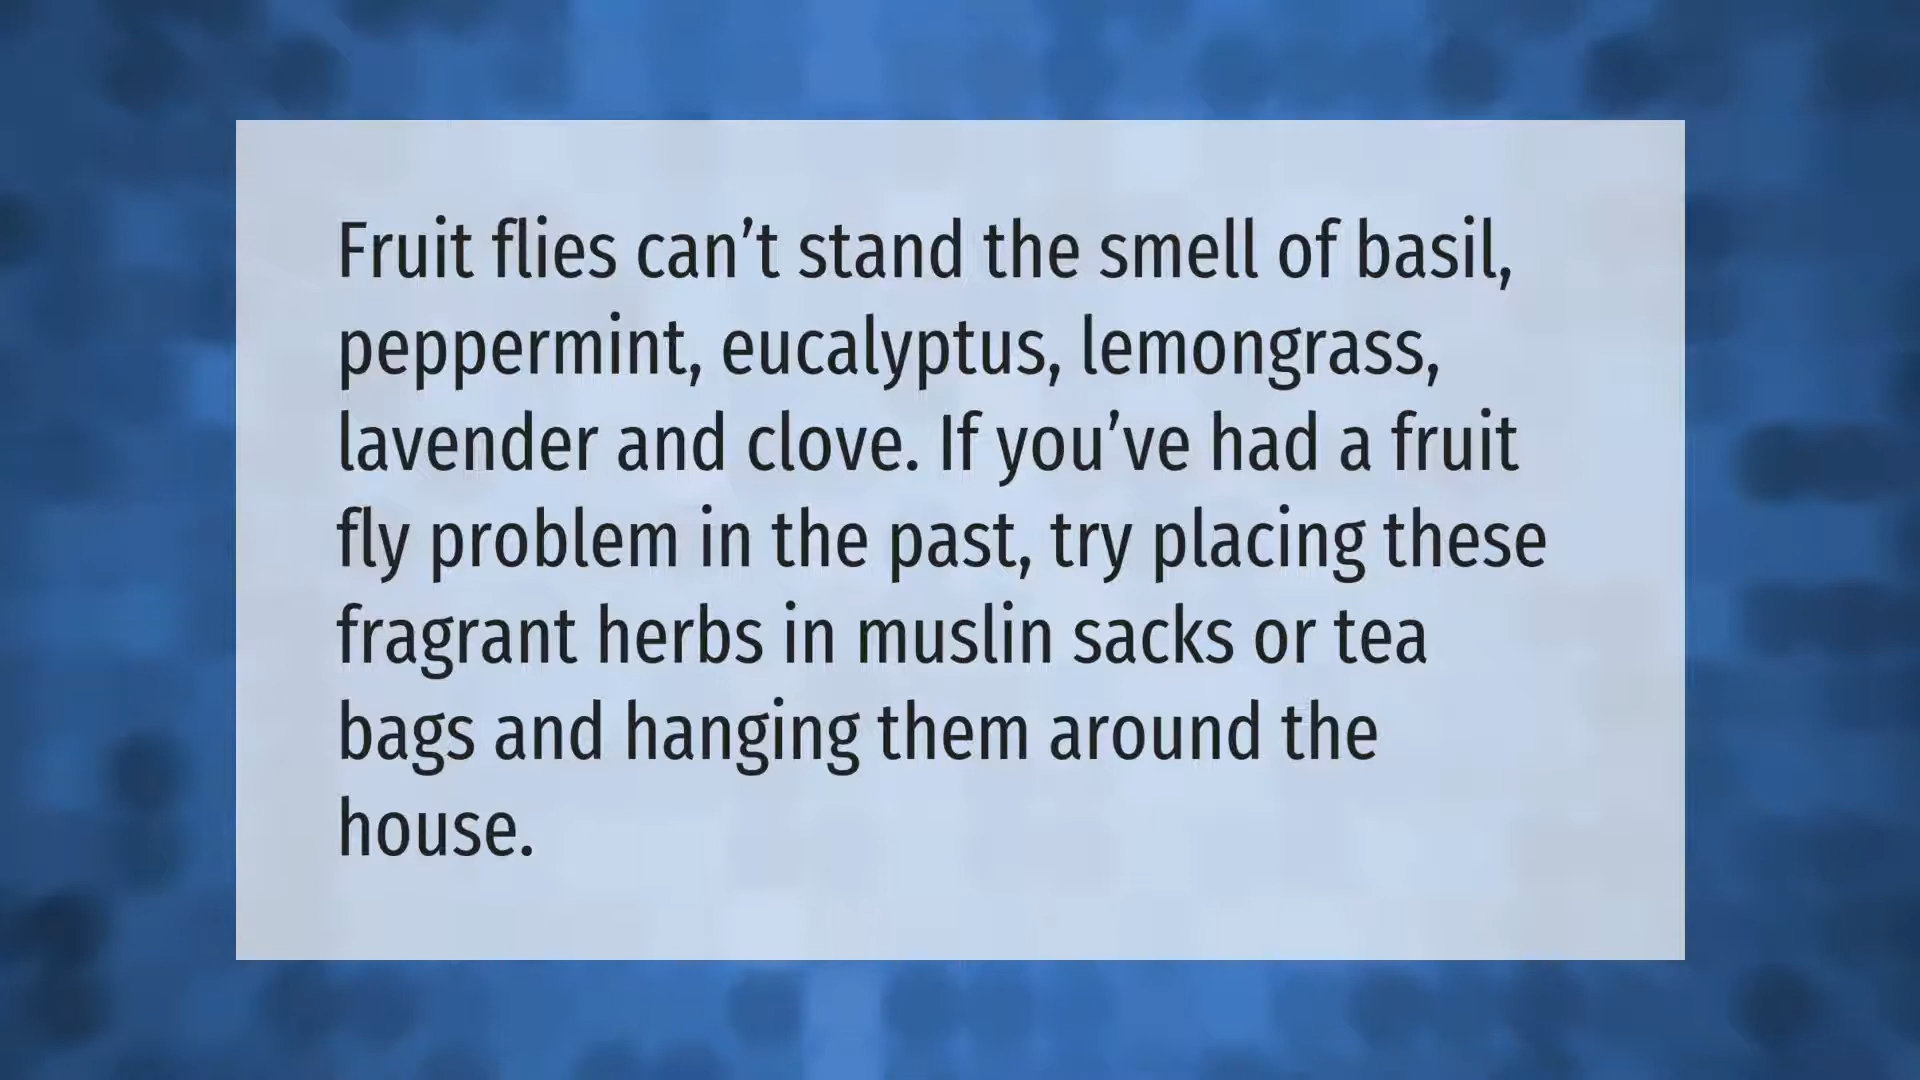 Fruit flies can’t stand the smell of basil,
peppermint, eucalyptus, lemongrass,
lavender and clove. If you’ve had a fruit
fly problem in the past, try placing these
fragrant herbs in muslin sacks or tea
bags and hanging them around the
house.